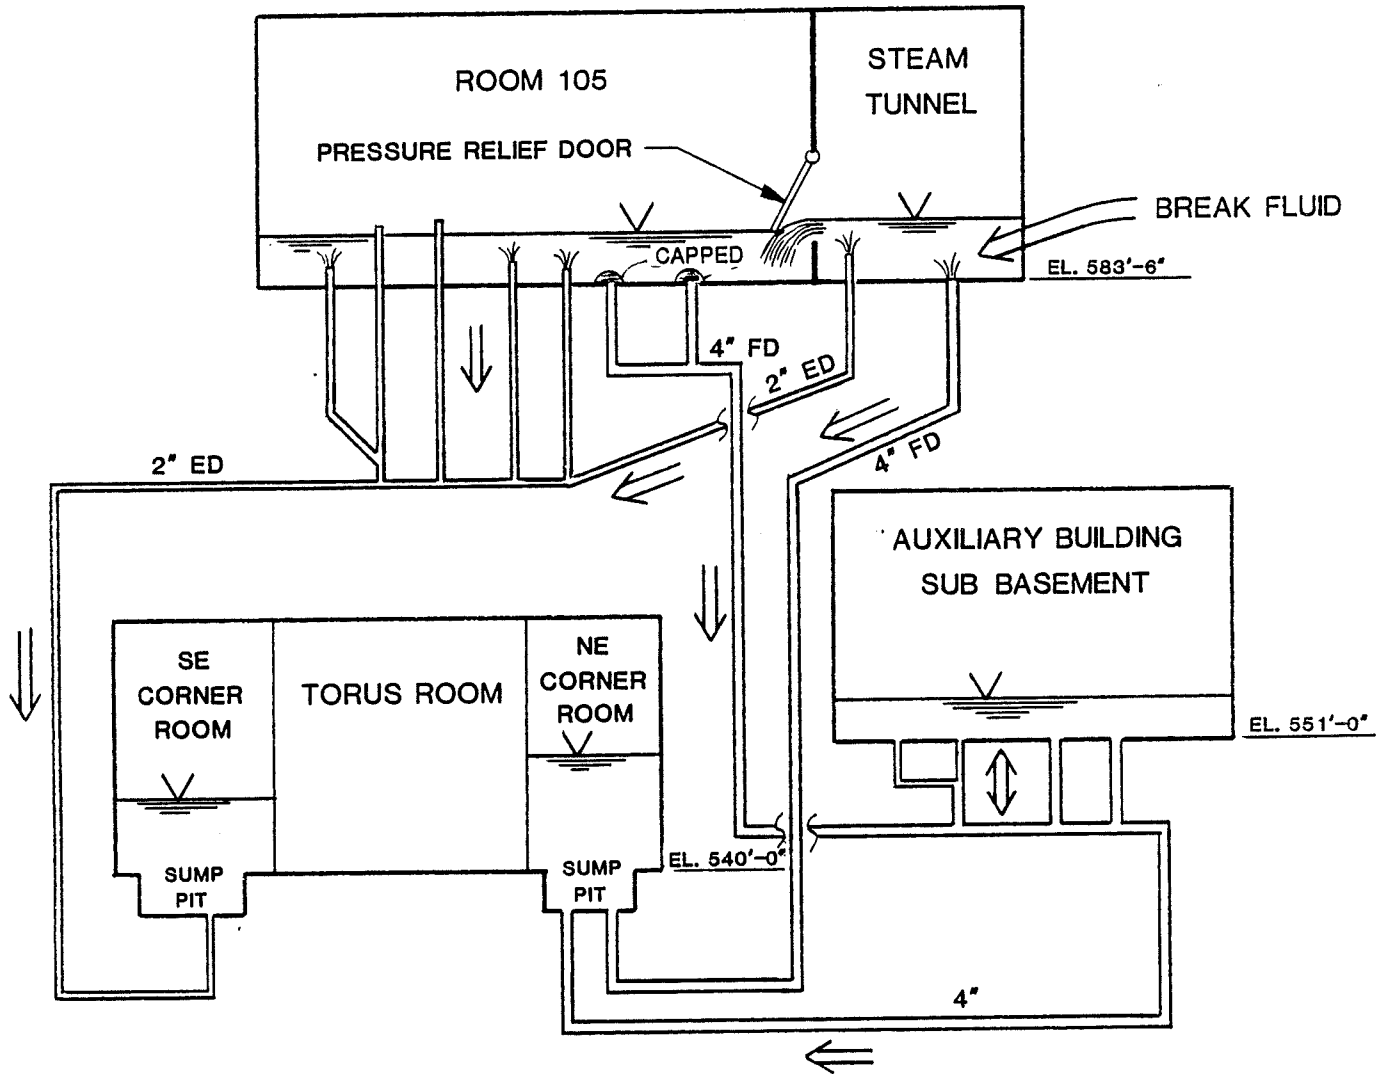 ROOM 105
STEAM
TUNNEL
PRESSURE RELIEF DOOR
BREAK FLUID
CAPPED
EL. 583'-6"
4" FD
2" ED
4" FD
2" ED
AUXILIARY BUILDING
SUB BASEMENT
SE
CORNER
ROOM
TORUS ROOM
NE
CORNER
ROOM
EL. 551'-0"
EL. 540'-0"
SUMP
PIT
SUMP
PIT
4"